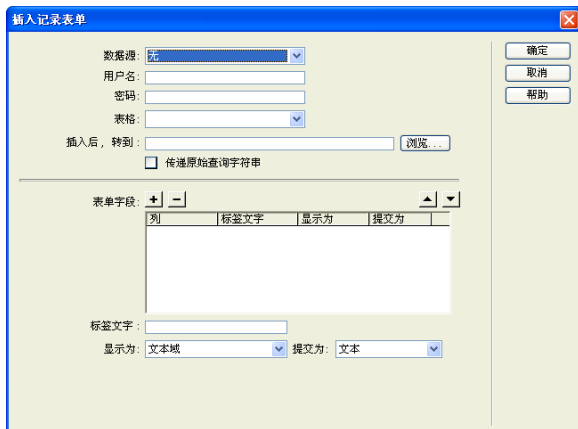 插入记录表单
数据源: 无
确定
用户名:
取消
密码:
帮助
表格:
插入后, 转到:
浏览...
传递原始查询字符串
表单字段: + −
列 标签文字 显示为 提交为
标签文字:
显示为: 文本域 提交为: 文本